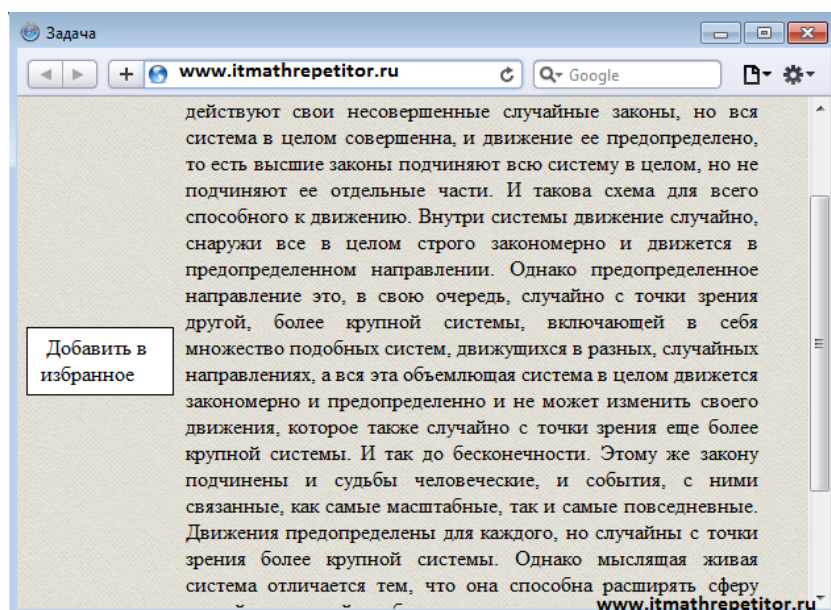 Задача
www.itmathrepetitor.ru
Google
действуют свои несовершенные случайные законы, но вся
система в целом совершенна, и движение ее предопределено,
то есть высшие законы подчиняют всю систему в целом, но не
подчиняют ее отдельные части. И такова схема для всего
способного к движению. Внутри системы движение случайно,
снаружи все в целом строго закономерно и движется в
предопределенном направлении. Однако предопределенное
направление это, в свою очередь, случайно с точки зрения
другой, более крупной системы, включающей в себя
множество подобных систем, движущихся в разных, случайных
направлениях, а вся эта объемлющая система в целом движется
закономерно и предопределенно и не может изменить своего
движения, которое также случайно с точки зрения еще более
крупной системы. И так до бесконечности. Этому же закону
подчинены и судьбы человеческие, и события, с ними
связанные, как самые масштабные, так и самые повседневные.
Движения предопределены для каждого, но случайны с точки
зрения более крупной системы. Однако мыслящая живая
система отличается тем, что она способна расширять сферу
Добавить в
избранное
www.itmathrepetitor.ru